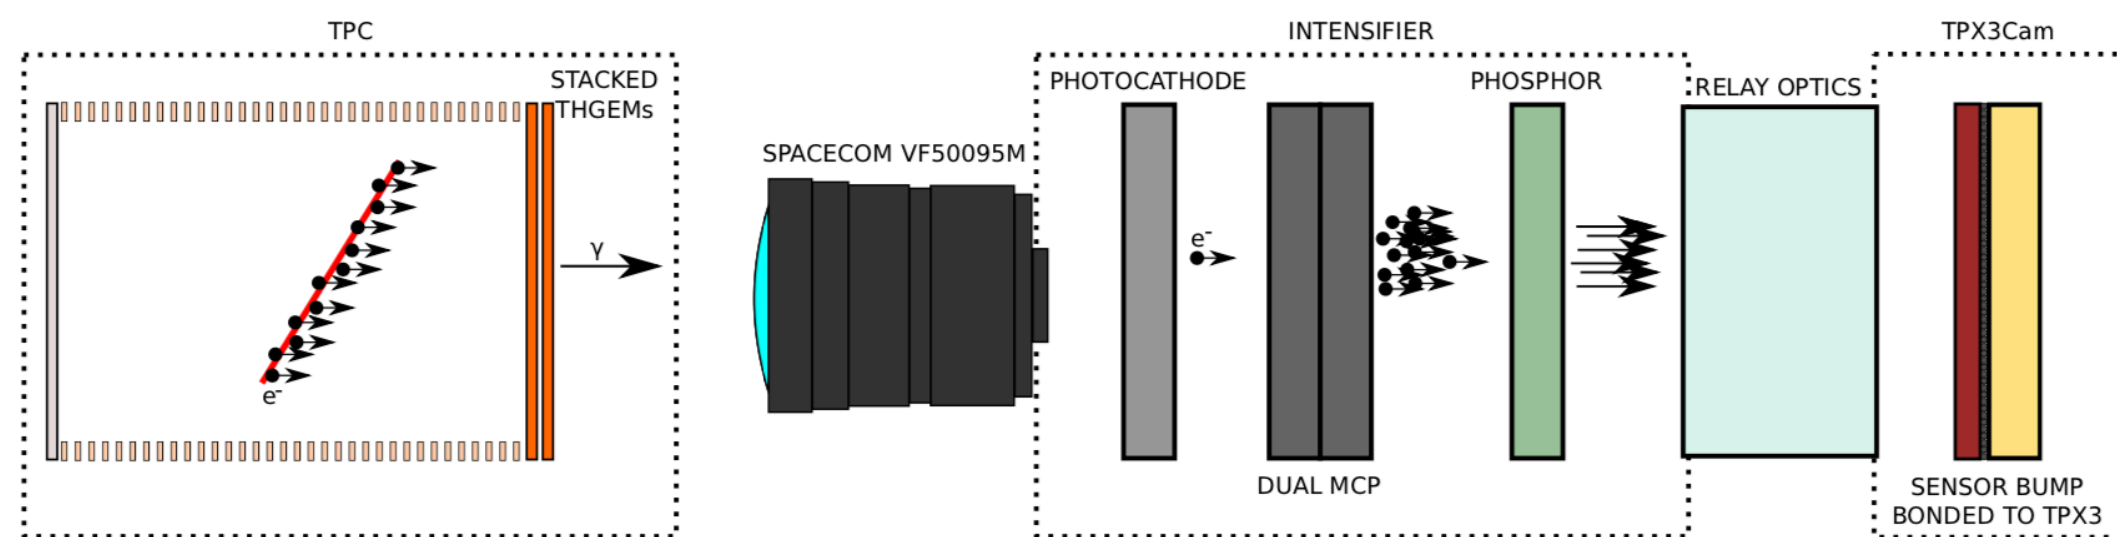 TPC
INTENSIFIER
TPX3Cam
STACKED
THGEMs
PHOTOCATHODE
PHOSPHOR
RELAY OPTICS
SPACECOM VF50095M
γ
e-
e-
DUAL MCP
SENSOR BUMP
BONDED TO TPX3